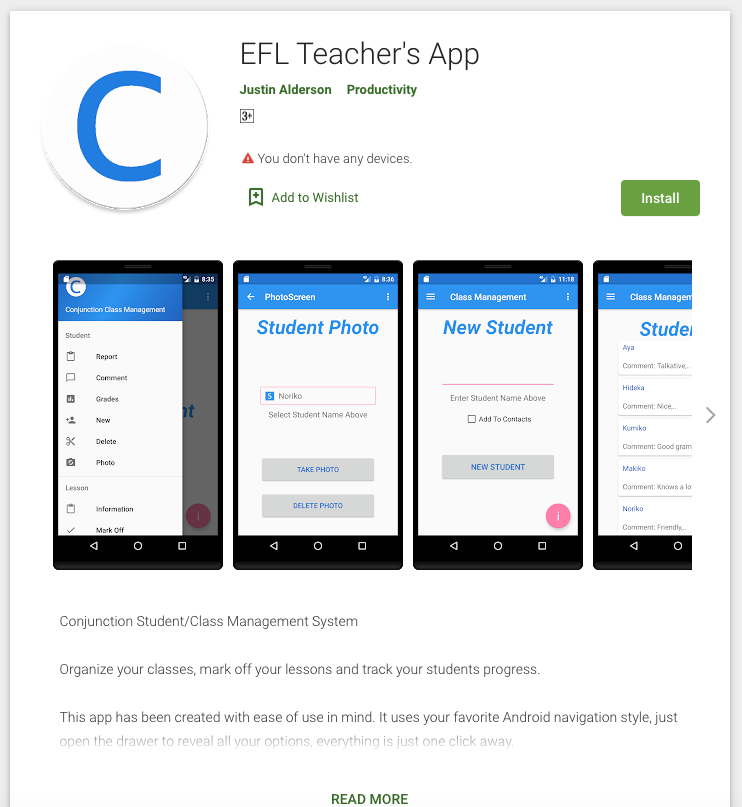 C
EFL Teacher's App
Justin Alderson Productivity
3+
You don't have any devices.
Add to Wishlist
Install
8:35
C
Conjunction Class Management
Student
Report
Comment
Grades
New
Delete
Photo
Lesson
Information
Mark Off
nt
i
8:36
PhotoScreen
Student Photo
S Noriko
Select Student Name Above
TAKE PHOTO
DELETE PHOTO
11:18
Class Management
New Student
Enter Student Name Above
Add To Contacts
NEW STUDENT
i
Class Managem
Studen
Aya
Comment: Talkative,..
Hideka
Comment: Nice,..
Kumiko
Comment: Good gram
Makiko
Comment: Knows a lo
Noriko
Comment: Friendly,..
Conjunction Student/Class Management System
Organize your classes, mark off your lessons and track your students progress.
This app has been created with ease of use in mind. It uses your favorite Android navigation style, just
open the drawer to reveal all your options, everything is just one click away.
READ MORE